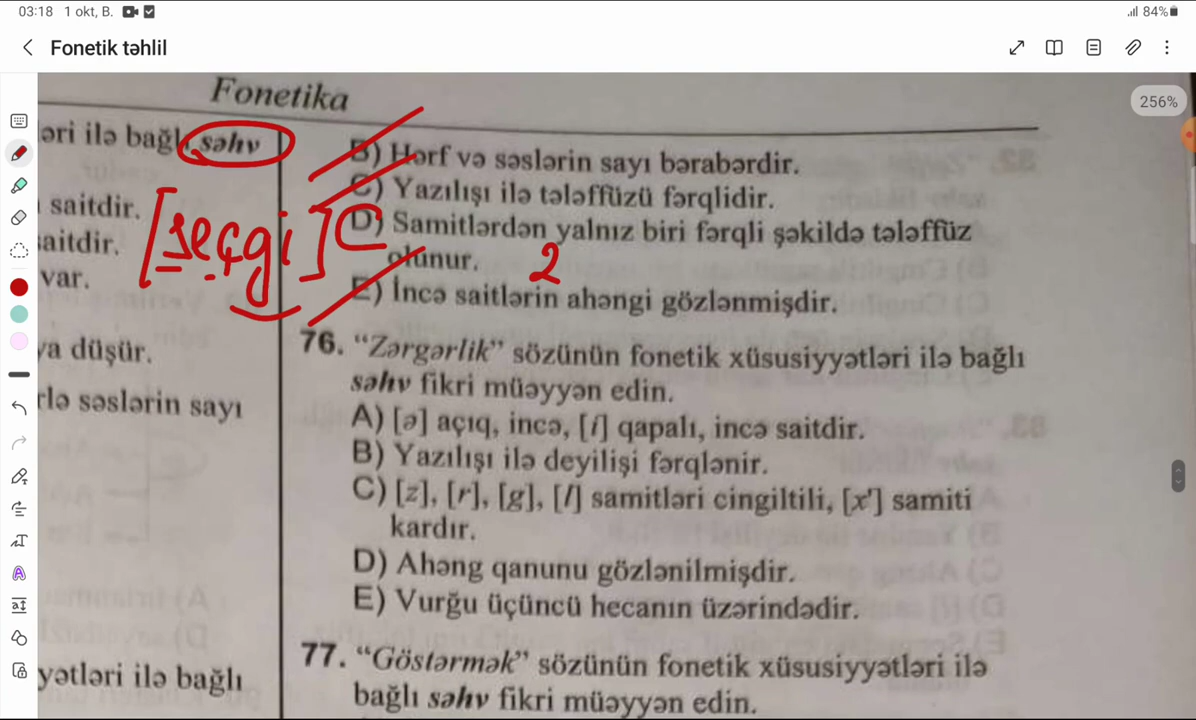 03:18 1 okt, B.
84%
Fonetik təhlil
256%
Fonetika
əri ilə bağlı səhv
saitdir.
saitdir.
var.
ya düşür.
rlə səslərin sayı
yətləri ilə bağlı
[seçgi]
B) Hərf və səslərin sayı bərabərdir.
C) Yazılışı ilə tələffüzü fərqlidir.
D) Samitlərdən yalnız biri fərqli şəkildə tələffüz
olunur.
2
E) İncə saitlərin ahəngi gözlənmişdir.
76. “Zərgərlik” sözünün fonetik xüsusiyyətləri ilə bağlı
səhv fikri müəyyən edin.
A) [ə] açıq, incə, [i] qapalı, incə saitdir.
B) Yazılışı ilə deyilişi fərqlənir.
C) [z], [r], [g], [l] samitləri cingiltili, [x'] samiti
kardır.
D) Ahəng qanunu gözlənilmişdir.
E) Vurğu üçüncü hecanın üzərindədir.
77. “Göstərmək” sözünün fonetik xüsusiyyətləri ilə
bağlı səhv fikri müəyyən edin.